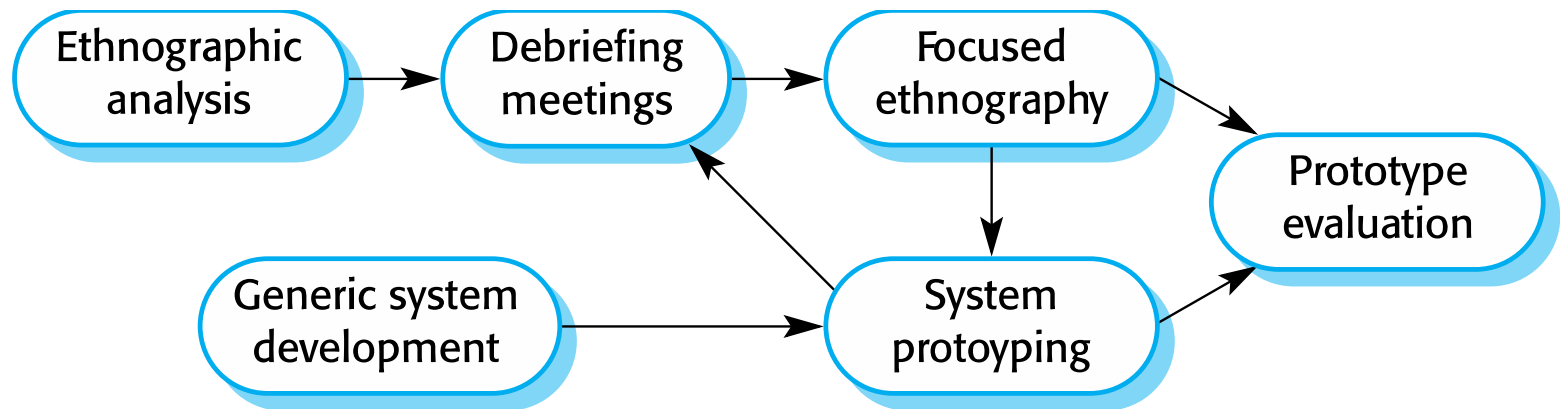 Ethnographic
analysis
Debriefing
meetings
Focused
ethnography
Prototype
evaluation
Generic system
development
System
protoyping